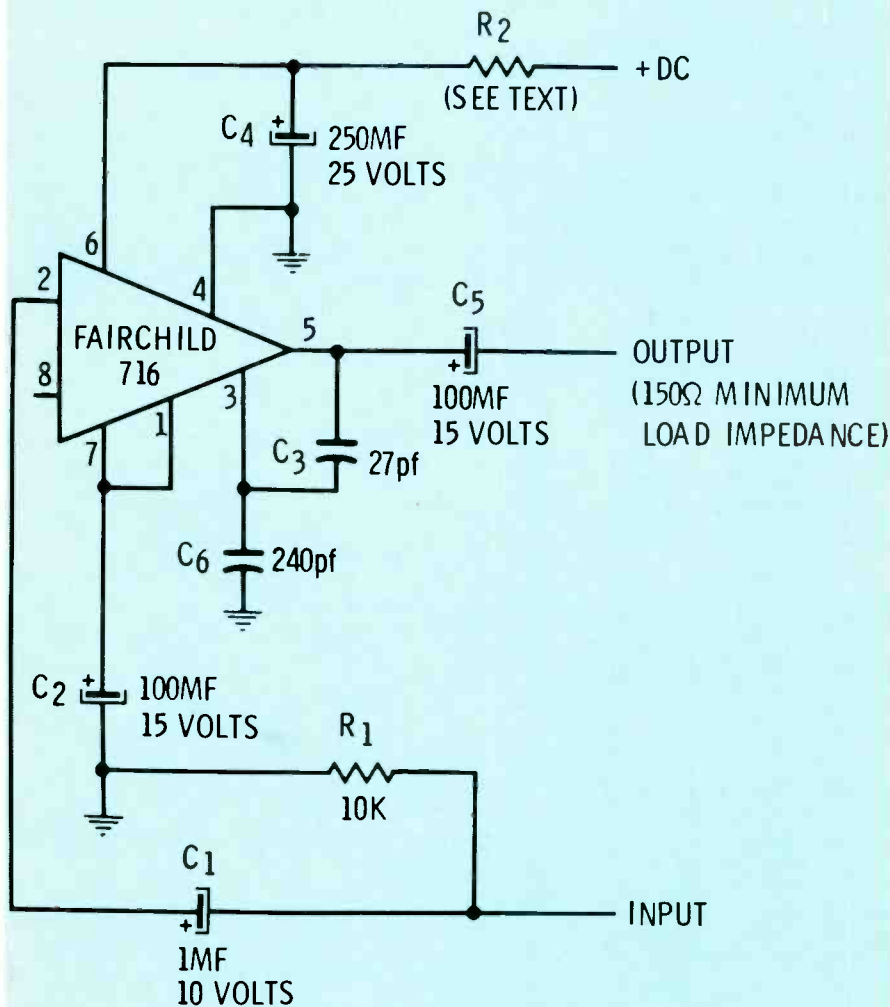 R2
(SEE TEXT)
+ DC
C4
+
250MF
25 VOLTS
6
2
4
FAIRCHILD
716
5
8
3
1
7
C5
+
100MF
15 VOLTS
OUTPUT
(150Ω MINIMUM
LOAD IMPEDANCE)
C3
27pf
C6
240pf
C2
+
100MF
15 VOLTS
R1
10K
C1
+
1MF
10 VOLTS
INPUT